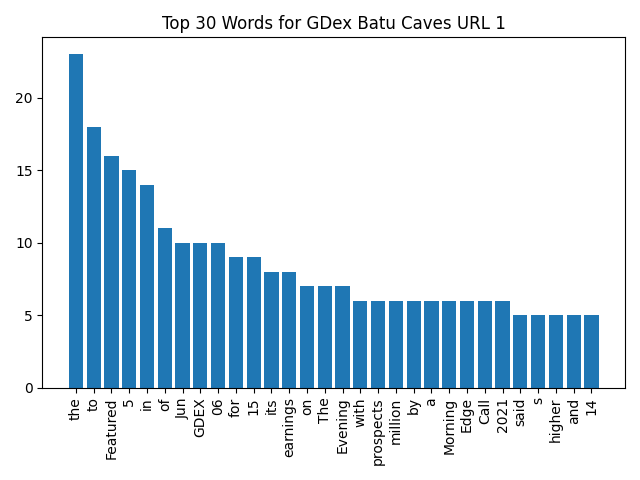 Top 30 Words for GDex Batu Caves URL 1
20
15
10
5
0
the
to
Featured
5
in
of
Jun
GDEX
06
for
15
its
earnings
on
The
Evening
with
prospects
million
by
a
Morning
Edge
Call
2021
said
s
higher
and
14